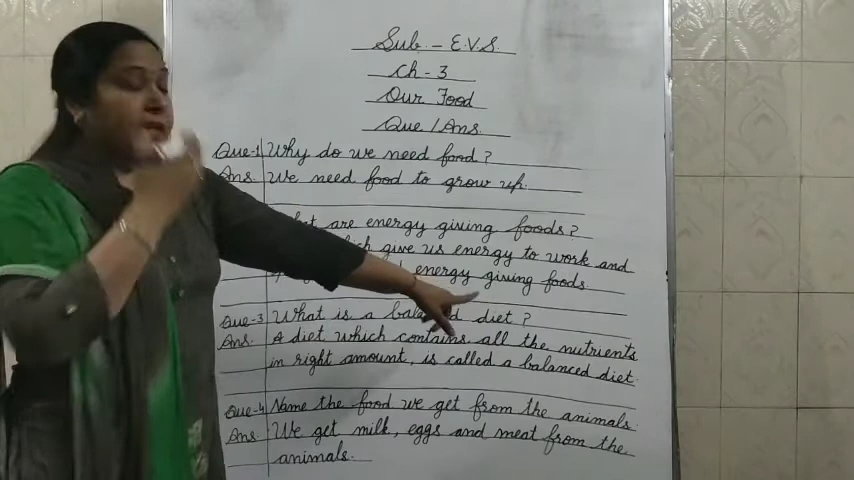 Sub - E.V.S.
Ch - 3
Our Food
Que/Ans.
Que-1 Why do we need food?
Ans. We need food to grow up.
are energy giving foods?
which give us energy to work and
energy giving foods
Que-3 What is a balanced diet?
Ans. A diet which contains all the nutrients
in right amount, is called a balanced diet.
Que-4 Name the food we get from the animals.
Ans. We get milk, eggs and meat from the
animals.